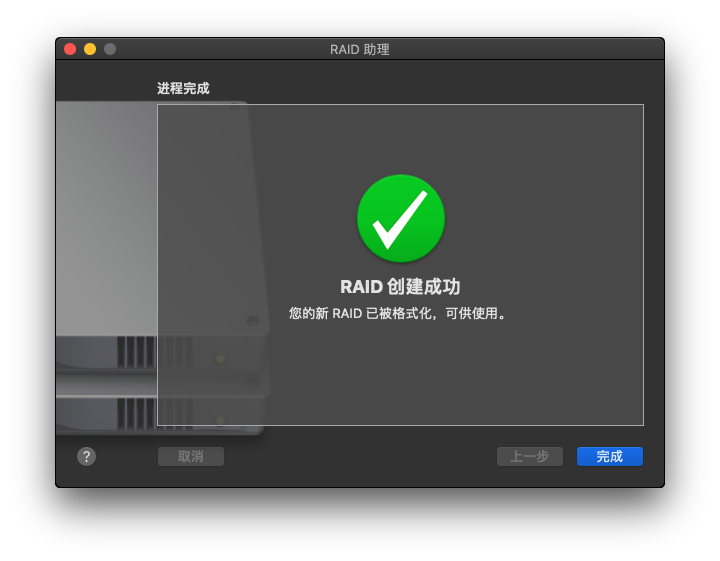 RAID 助理
进程完成
RAID 创建成功
您的新 RAID 已被格式化，可供使用。
?
取消
上一步
完成